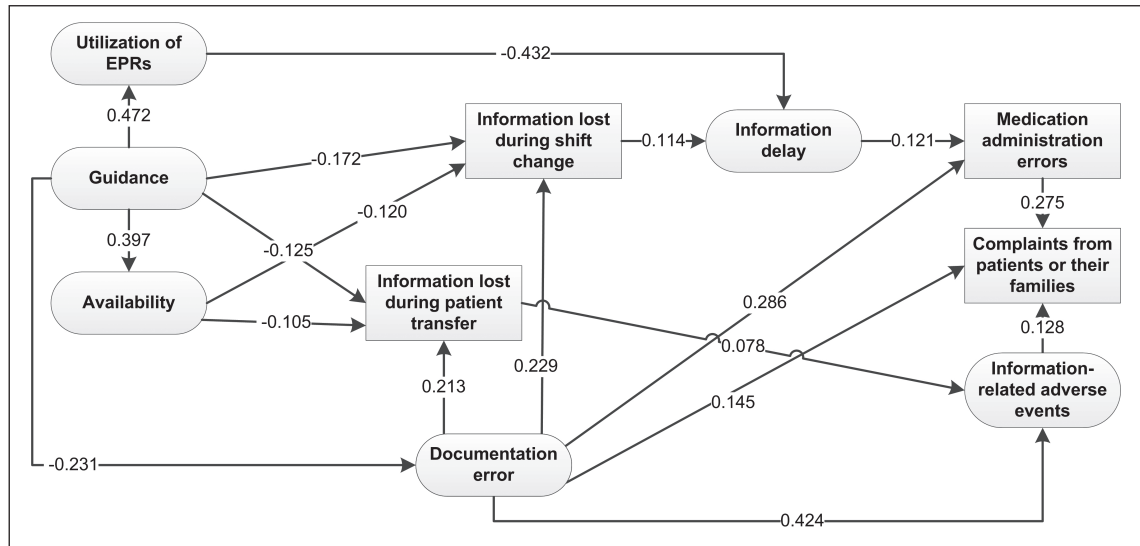 Utilization of
EPRs
-0.432
0.472
Information lost
during shift
change
0.114
Information
delay
0.121
Medication
administration
errors
Guidance
-0.172
-0.120
0.275
0.397
-0.125
Complaints from
patients or their
families
Availability
-0.105
Information lost
during patient
transfer
0.286
0.128
0.078
0.229
0.213
0.145
Information-
related adverse
events
Documentation
error
-0.231
0.424